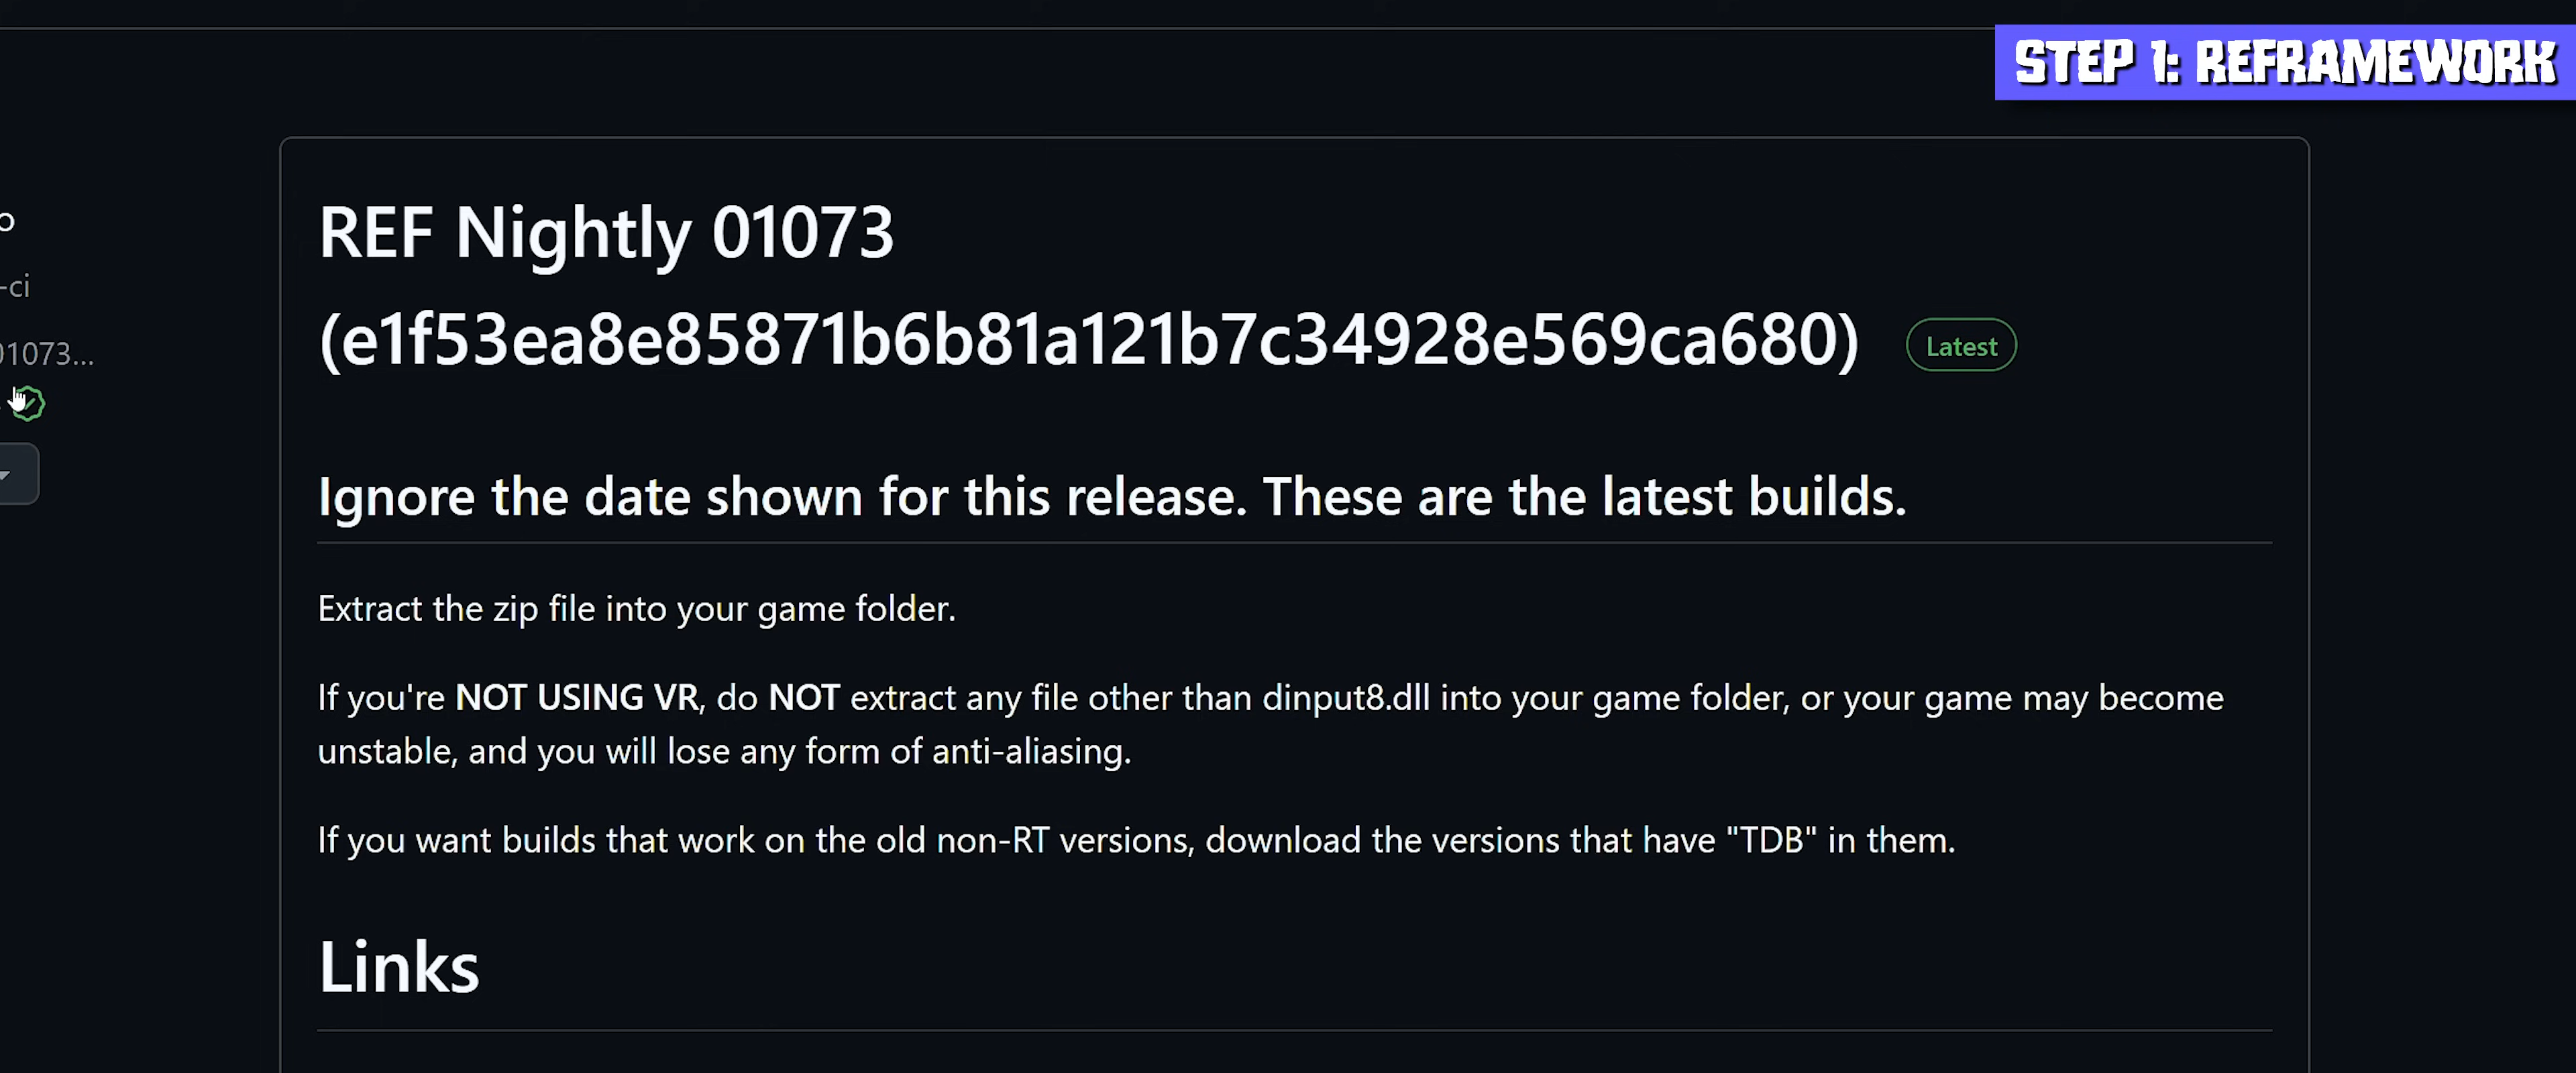 STEP 1: REFRAMEWORK
o
-ci
01073...
REF Nightly 01073
(e1f53ea8e85871b6b81a121b7c34928e569ca680) Latest
Ignore the date shown for this release. These are the latest builds.
Extract the zip file into your game folder.
If you're NOT USING VR, do NOT extract any file other than dinput8.dll into your game folder, or your game may become
unstable, and you will lose any form of anti-aliasing.
If you want builds that work on the old non-RT versions, download the versions that have "TDB" in them.
Links